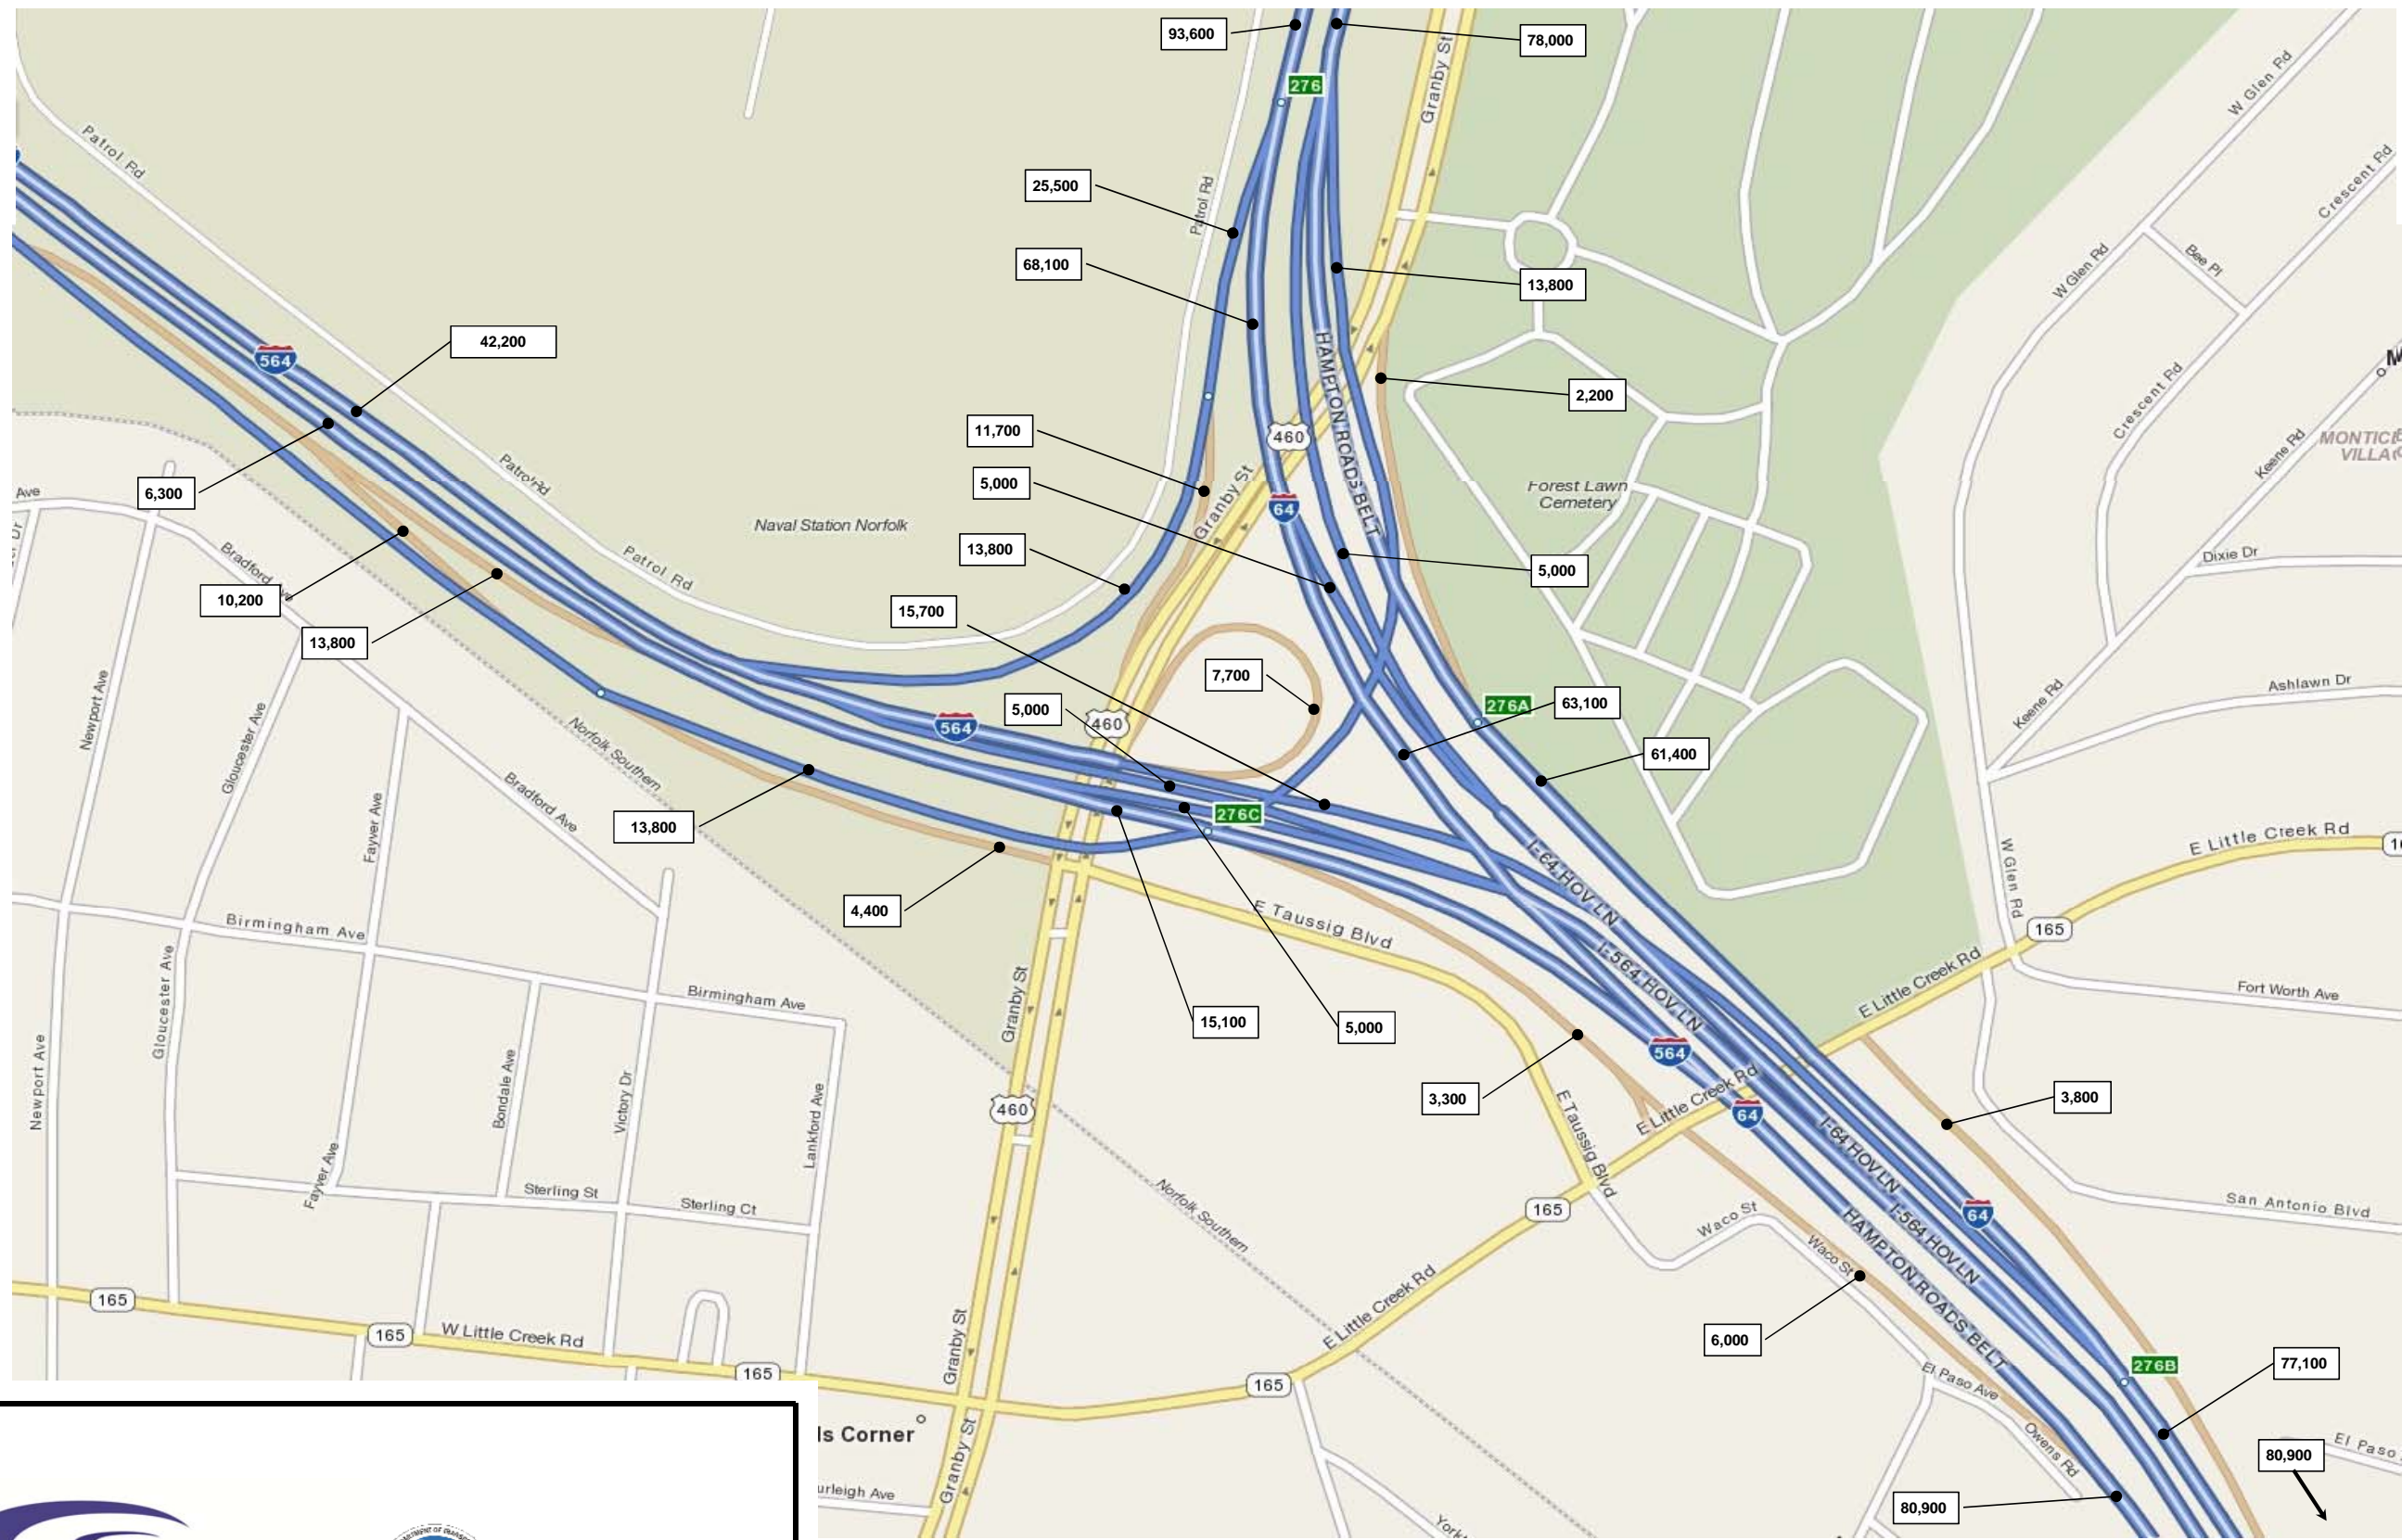 93,600
78,000
276
Granby St
W Glen Rd
Patrol Rd
Crescent Rd
25,500
Patrol Rd
68,100
13,800
W Glen Rd
Bee Pl
42,200
564
HAMPTON ROADS BELT
2,200
Crescent Rd
11,700
460
MONTICE
VILLA
Keene Rd
Patrol Rd
5,000
Granby St
Forest Lawn
Cemetery
6,300
Ave
Dr
64
Naval Station Norfolk
13,800
5,000
Dixie Dr
Patrol Rd
Bradford Ave
10,200
15,700
13,800
7,700
Ashlawn Dr
Newport Ave
Gloucester Ave
Norfolk Southern
5,000
460
564
276A
63,100
Keene Rd
61,400
Bradford Ave
Fayver Ave
13,800
276C
E Little Creek Rd
I-64 HOV LN
W Glen Rd
4,400
E Taussig Blvd
Birmingham Ave
165
Gloucester Ave
Granby St
I-564 HOV LN
E Little Creek Rd
Birmingham Ave
Fort Worth Ave
15,100
5,000
564
Newport Ave
Bondale Ave
Victory Dr
Lankford Ave
460
3,300
E Little Creek Rd
64
3,800
E Taussig Blvd
I-64 HOV LN
Fayver Ave
Sterling St
Sterling Ct
Norfolk Southern
165
Waco St
64
San Antonio Blvd
I-564 HOV LN
HAMPTON ROADS BELT
Waco St
165
165
W Little Creek Rd
Granby St
E Little Creek Rd
6,000
276B
77,100
165
165
El Paso Ave
ls Corner
Granby St
Owens Rd
80,900
El Paso
urleigh Ave
80,900